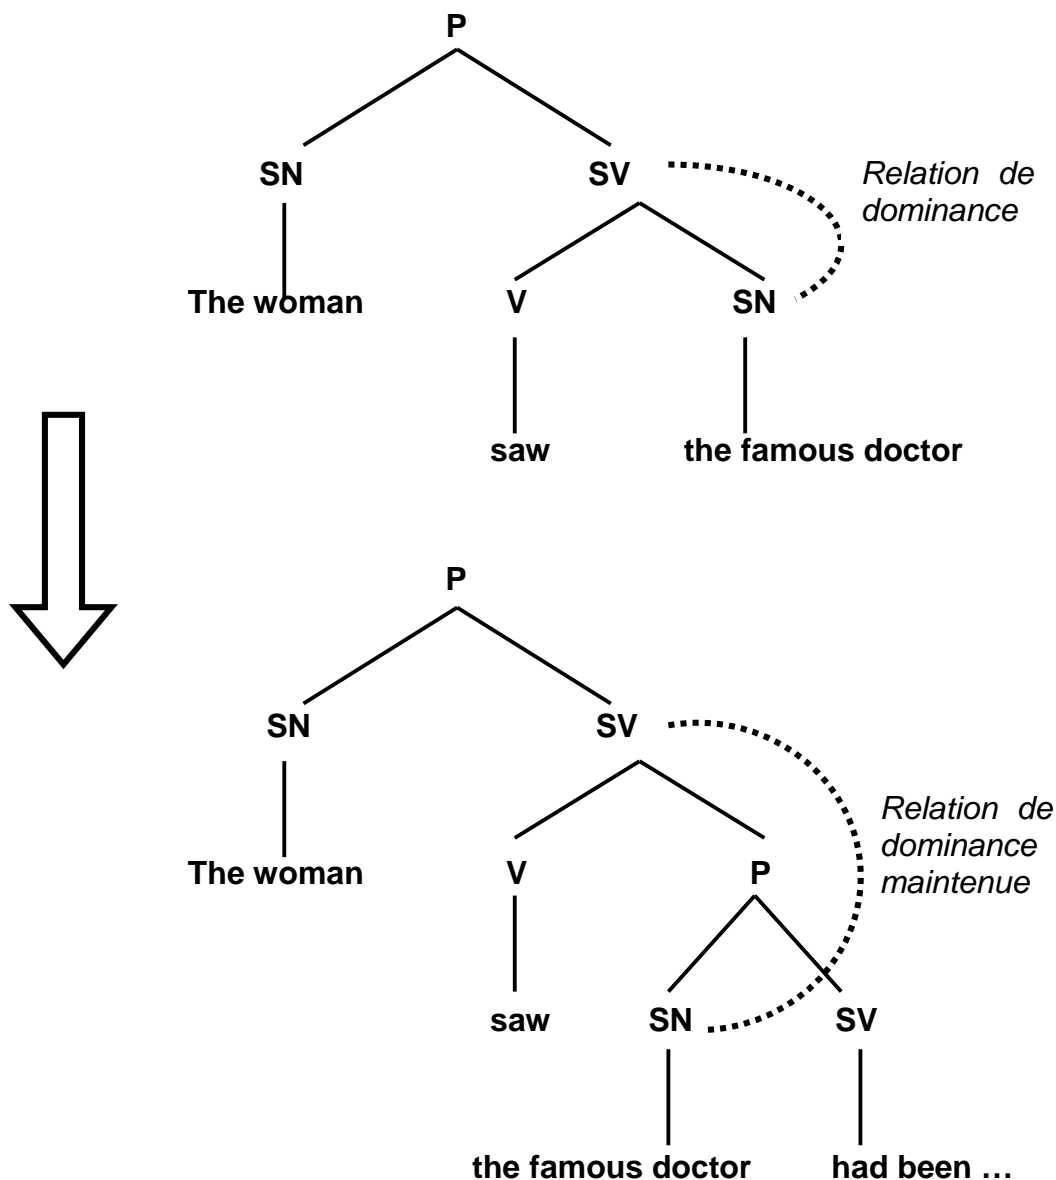 P
SN SV
Relation de
dominance
The woman V SN
saw the famous doctor
P
SN SV
Relation de
dominance
maintenue
The woman V P
saw SN SV
the famous doctor had been …